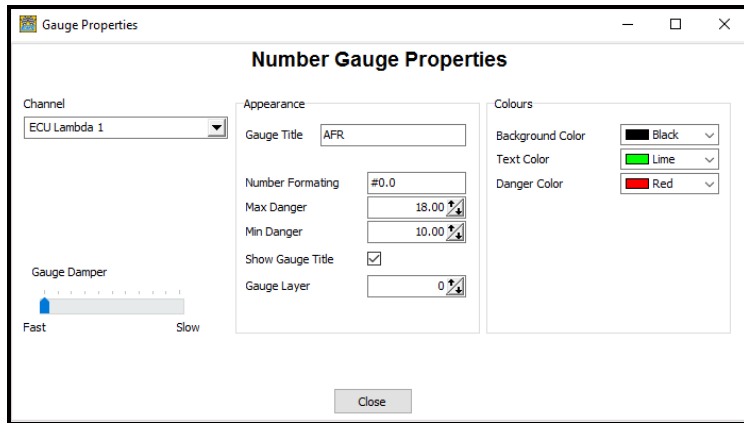 Gauge Properties
Number Gauge Properties
Channel
ECU Lambda 1
Gauge Damper
Fast Slow
Appearance
Gauge Title AFR
Number Formating #0.0
Max Danger 18.00
Min Danger 10.00
Show Gauge Title
Gauge Layer 0
Colours
Background Color Black
Text Color Lime
Danger Color Red
Close